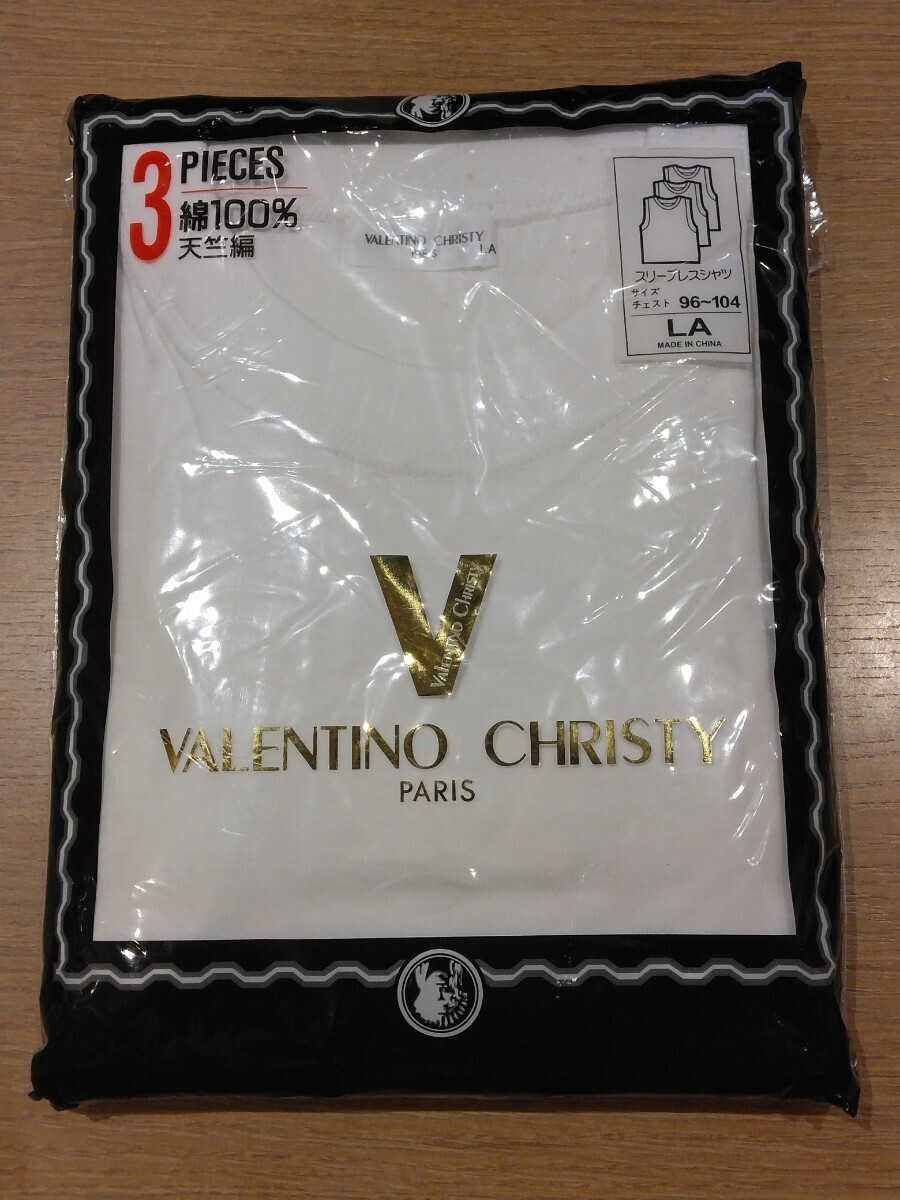 3 PIECES
綿100%
天竺編
VALENTINO CHRISTY
PARIS
LA
スリーブレスシャツ
サイズ
チェスト 96~104
LA
MADE IN CHINA
V
VALENTINO CHRISTY
VALENTINO CHRISTY
PARIS